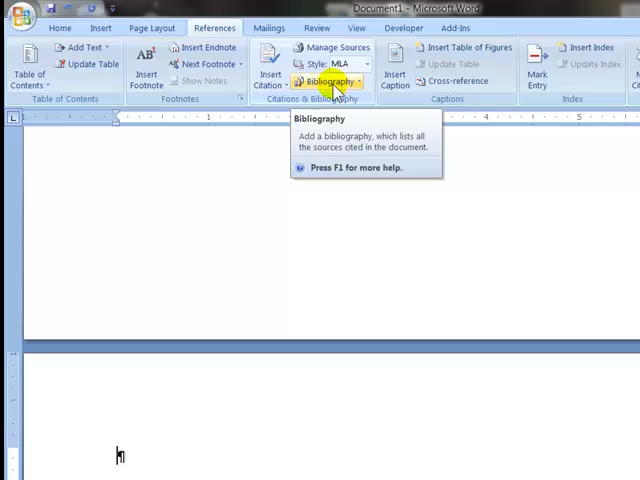 Document1 - Microsoft Word
Home Insert Page Layout References Mailings Review View Developer Add-Ins
Add Text Insert Endnote Manage Sources Insert Table of Figures Insert Index
Update Table Next Footnote Style: MLA Update Table Update Index
Table of Contents Insert Footnote Show Notes Insert Citation Bibliography Insert Caption Cross-reference Mark Entry
Table of Contents Footnotes Citations & Bibliography Captions Index
1 4 5
Bibliography
Add a bibliography, which lists all
the sources cited in the document.
Press F1 for more help.
¶